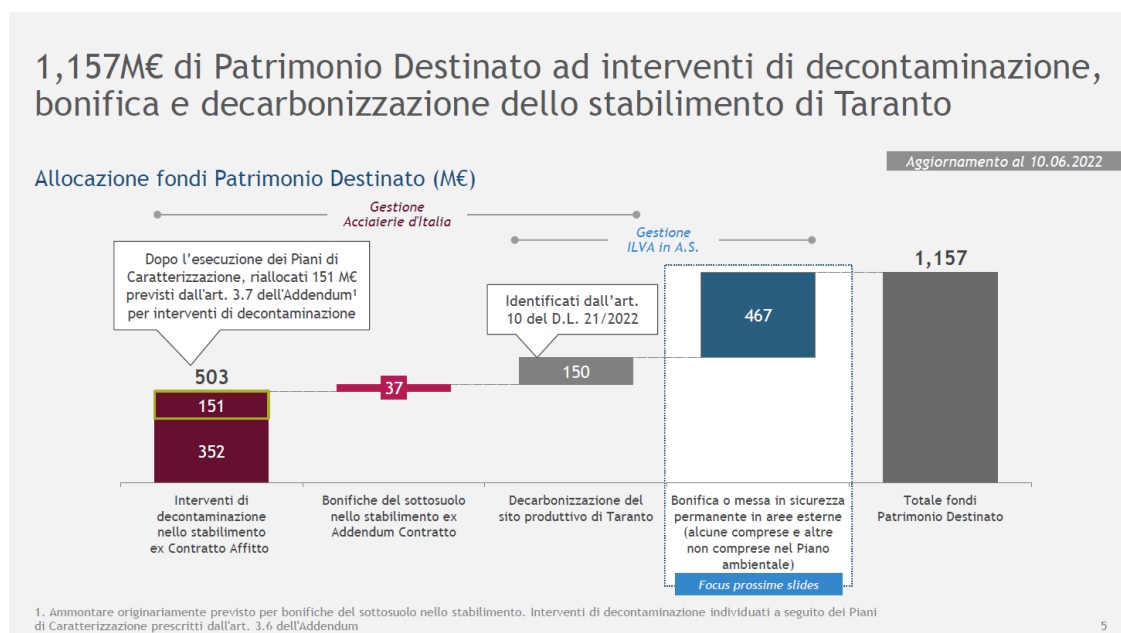 1,157M€ di Patrimonio Destinato ad interventi di decontaminazione,
bonifica e decarbonizzazione dello stabilimento di Taranto
Aggiornamento al 10.06.2022
Allocazione fondi Patrimonio Destinato (M€)
Gestione
Acciaierie d'Italia
Gestione
ILVA in A.S.
Dopo l’esecuzione dei Piani di
Caratterizzazione, riallocati 151 M€
previsti dall'art. 3.7 dell'Addendum¹
per interventi di decontaminazione
Identificati dall’art.
10 del D.L. 21/2022
503
151
352
37
150
467
1,157
Interventi di
decontaminazione
nello stabilimento
ex Contratto Affitto
Bonifiche del sottosuolo
nello stabilimento ex
Addendum Contratto
Decarbonizzazione del
sito produttivo di Taranto
Bonifica o messa in sicurezza
permanente in aree esterne
(alcune comprese e altre
non comprese nel Piano
ambientale)
Totale fondi
Patrimonio Destinato
Focus prossime slides
1. Ammontare originariamente previsto per bonifiche del sottosuolo nello stabilimento. Interventi di decontaminazione individuati a seguito dei Piani
di Caratterizzazione prescritti dall'art. 3.6 dell'Addendum
5